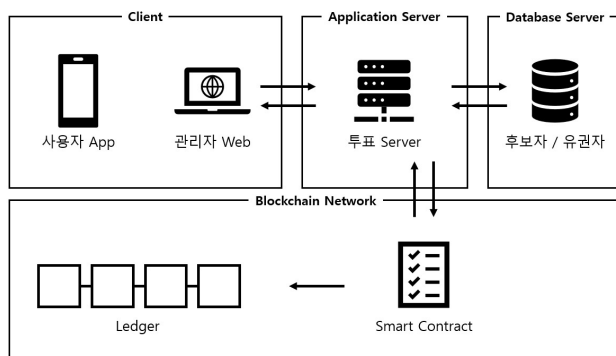 Client
Application Server
Database Server
사용자 App
관리자 Web
투표 Server
후보자 / 유권자
Blockchain Network
Ledger
Smart Contract